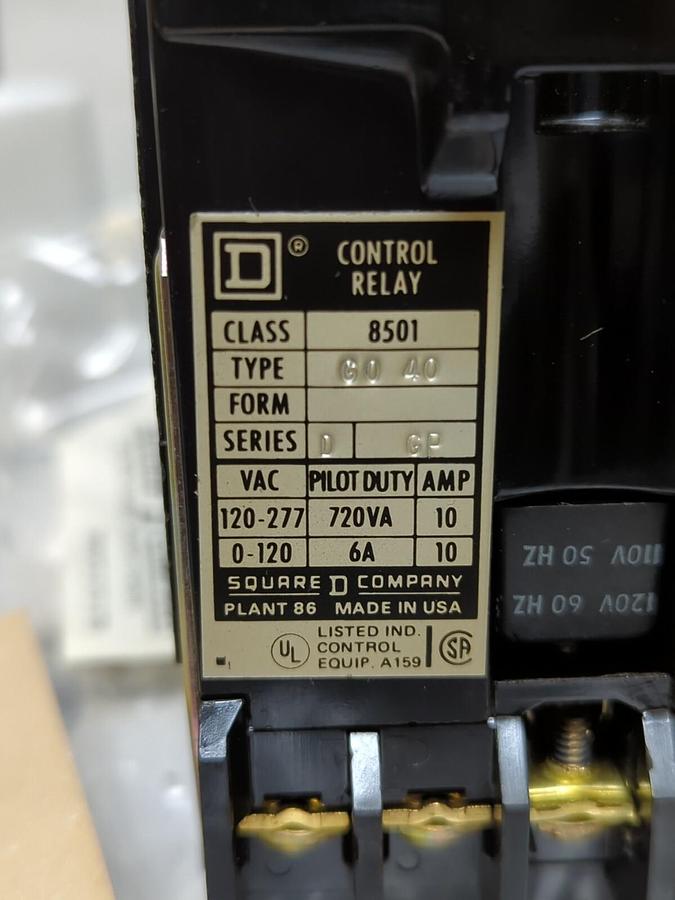 D ® CONTROL
RELAY
CLASS 8501
TYPE GO 40
FORM
SERIES D GP
VAC PILOT DUTY AMP
120-277 720VA 10
0-120 6A 10
SQUARE D COMPANY
PLANT 86 MADE IN USA
UL LISTED IND.
CONTROL
EQUIP. A159 SA
120V 60 HZ
110V 50 HZ